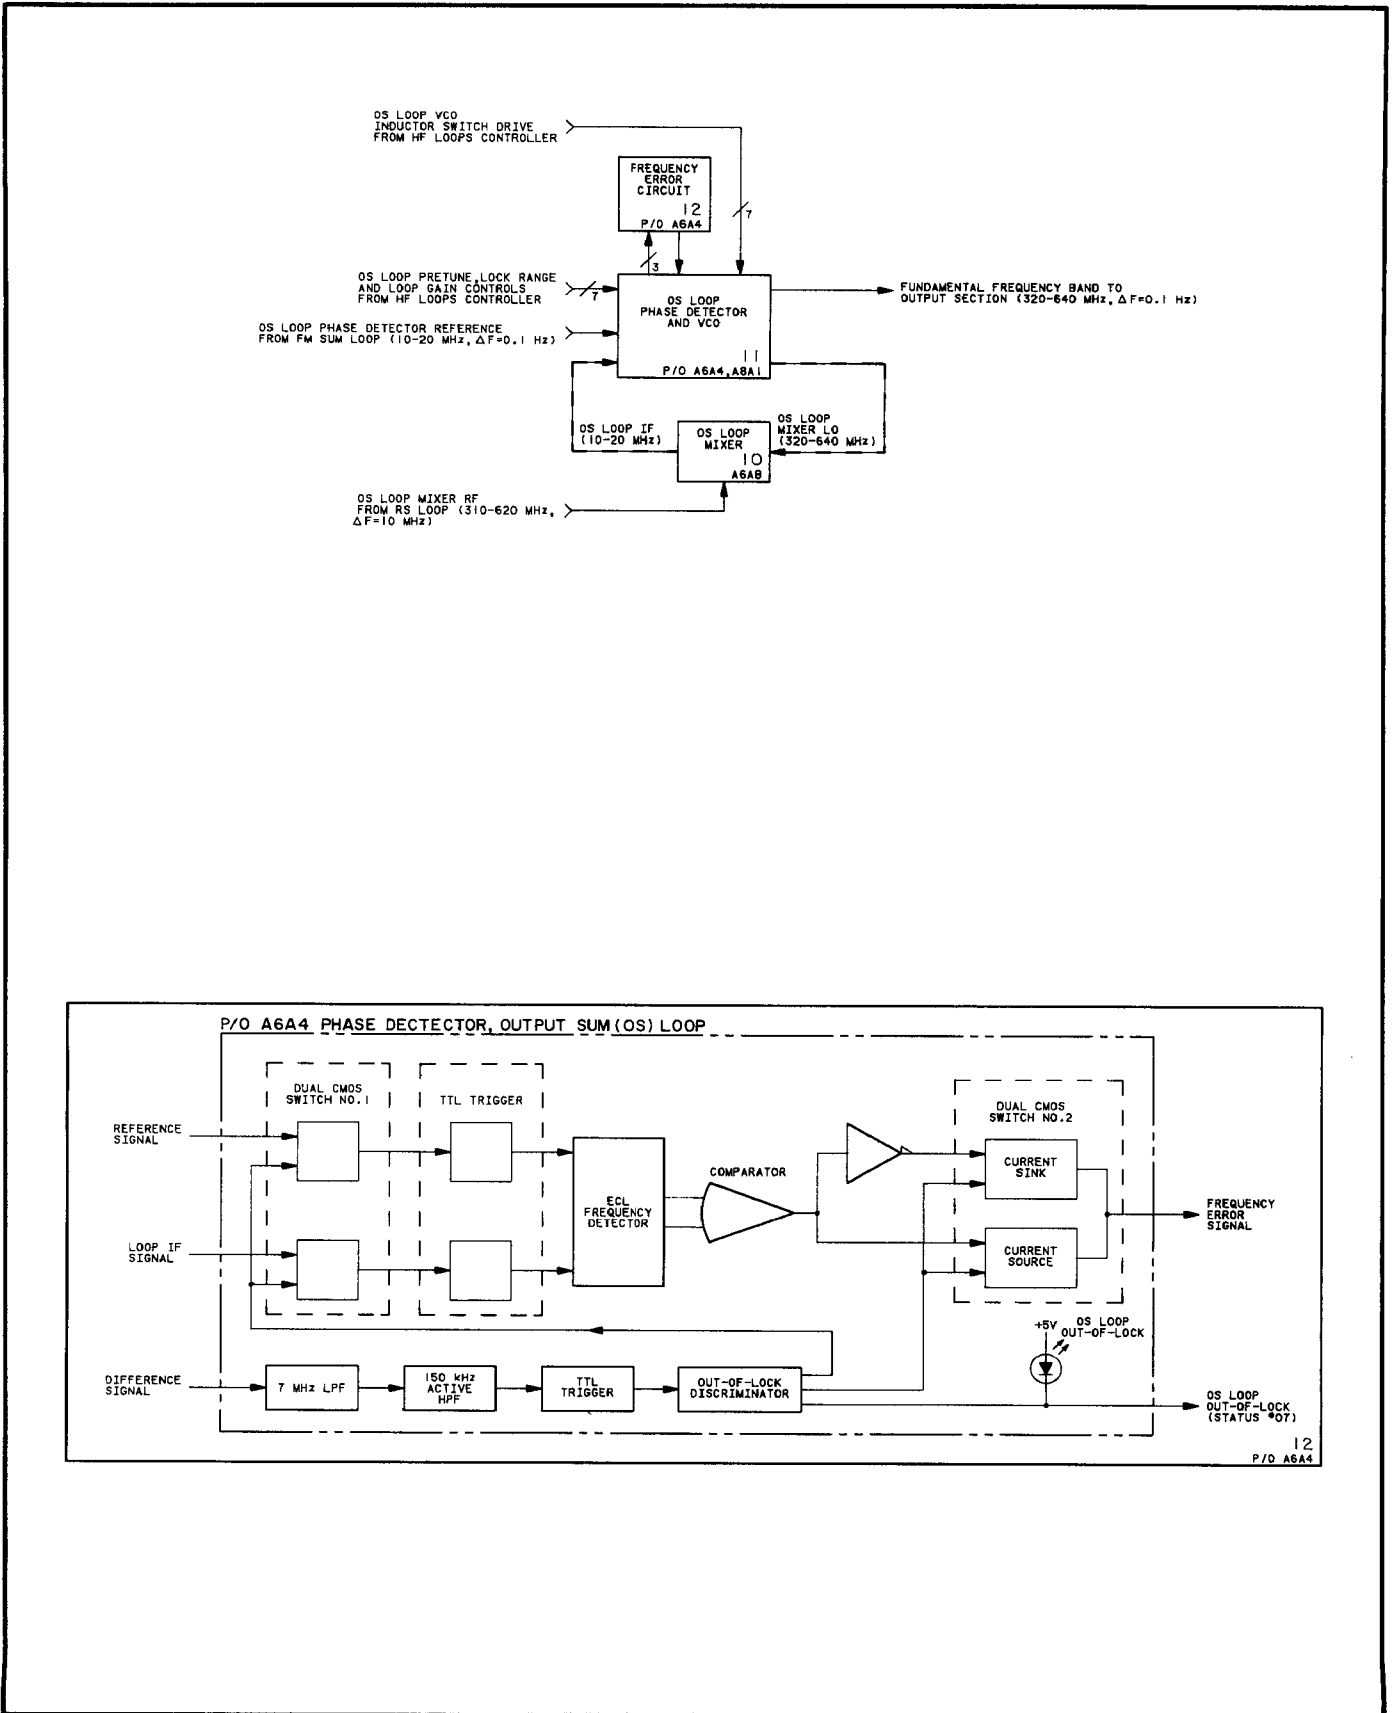 OS LOOP VCO
INDUCTOR SWITCH DRIVE
FROM HF LOOPS CONTROLLER
FREQUENCY
ERROR
CIRCUIT
12
P/O A6A4
7
3
OS LOOP PRETUNE, LOCK RANGE
AND LOOP GAIN CONTROLS
FROM HF LOOPS CONTROLLER
7
OS LOOP
PHASE DETECTOR
AND VCO
11
P/O A6A4, A8A1
FUNDAMENTAL FREQUENCY BAND TO
OUTPUT SECTION (320-640 MHz, ΔF=0.1 Hz)
OS LOOP PHASE DETECTOR REFERENCE
FROM FM SUM LOOP (10-20 MHz, ΔF=0.1 Hz)
OS LOOP IF
(10-20 MHz)
OS LOOP
MIXER
10
A6A8
OS LOOP
MIXER LO
(320-640 MHz)
OS LOOP MIXER RF
FROM RS LOOP (310-620 MHz,
ΔF=10 MHz)
P/O A6A4 PHASE DECTECTOR, OUTPUT SUM (OS) LOOP
DUAL CMOS
SWITCH NO.1
TTL TRIGGER
DUAL CMOS
SWITCH NO.2
REFERENCE
SIGNAL
LOOP IF
SIGNAL
ECL
FREQUENCY
DETECTOR
COMPARATOR
CURRENT
SINK
CURRENT
SOURCE
FREQUENCY
ERROR
SIGNAL
+5V
OS LOOP
OUT-OF-LOCK
DIFFERENCE
SIGNAL
7 MHz LPF
150 kHz
ACTIVE
HPF
TTL
TRIGGER
OUT-OF-LOCK
DISCRIMINATOR
OS LOOP
OUT-OF-LOCK
(STATUS #07)
12
P/O A6A4